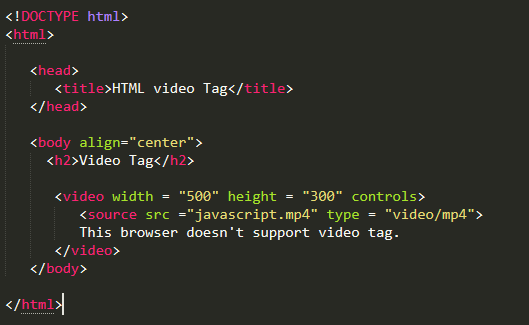 <!DOCTYPE html>
<html>
<head>
<title>HTML video Tag</title>
</head>
<body align="center">
<h2>Video Tag</h2>
<video width = "500" height = "300" controls>
<source src ="javascript.mp4" type = "video/mp4">
This browser doesn't support video tag.
</video>
</body>
</html>